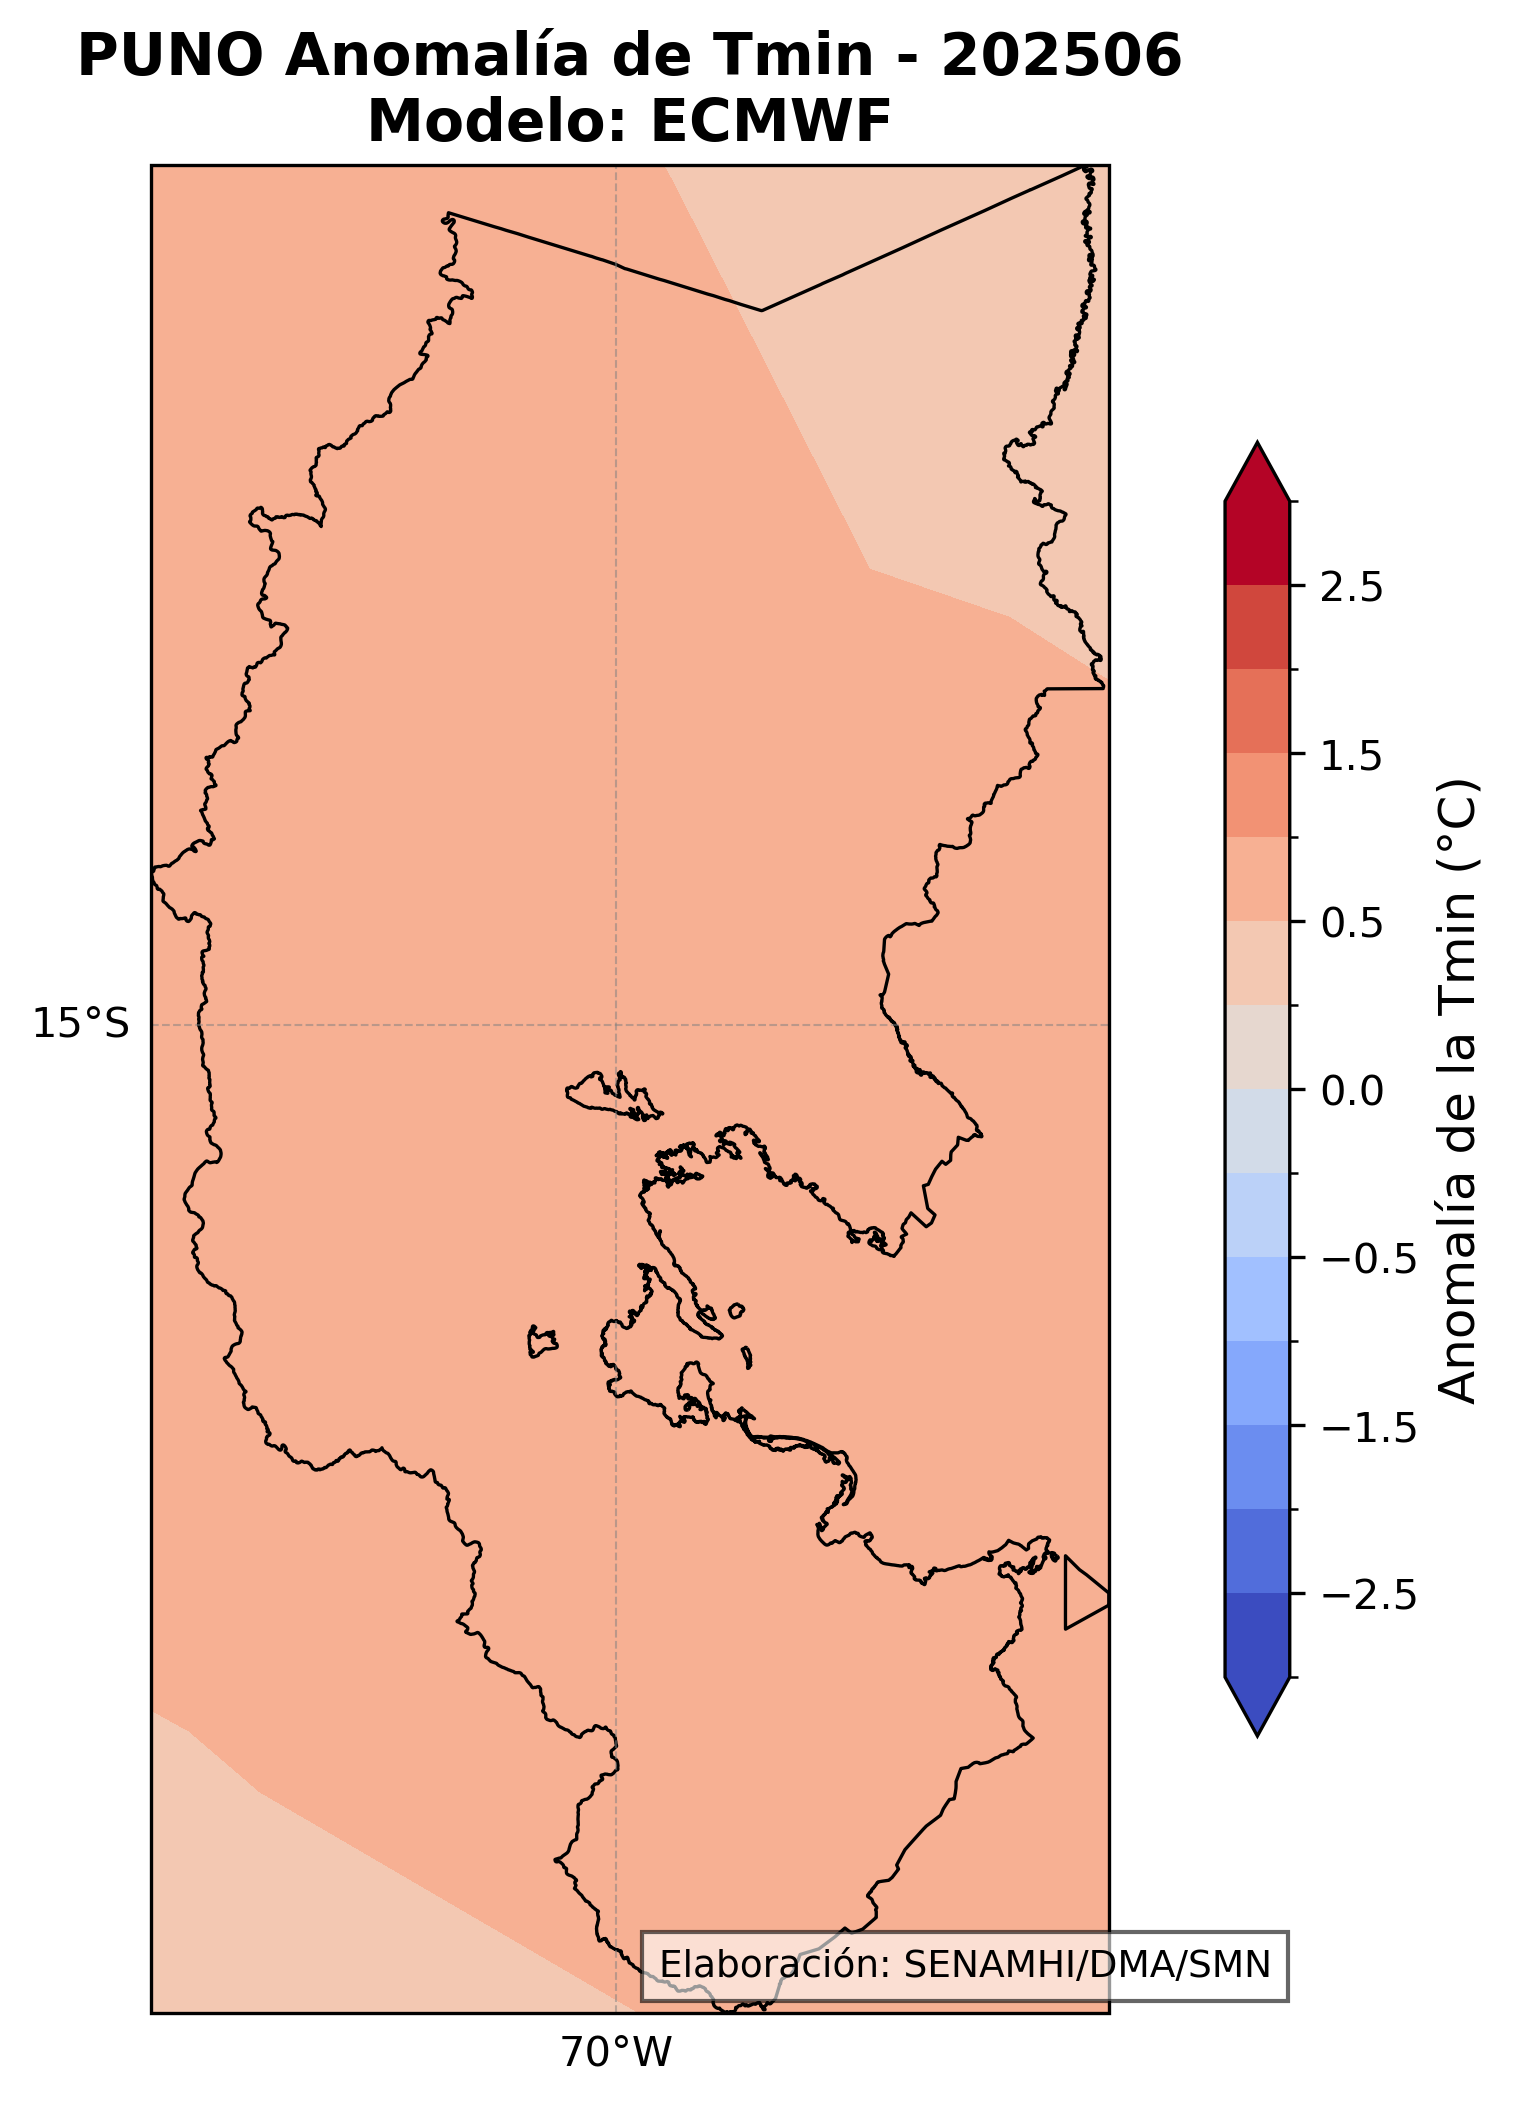 PUNO Anomalía de Tmin - 202506
Modelo: ECMWF
2.5
1.5
0.5
0.0
−0.5
−1.5
−2.5
Anomalía de la Tmin (°C)
15°S
70°W
Elaboración: SENAMHI/DMA/SMN